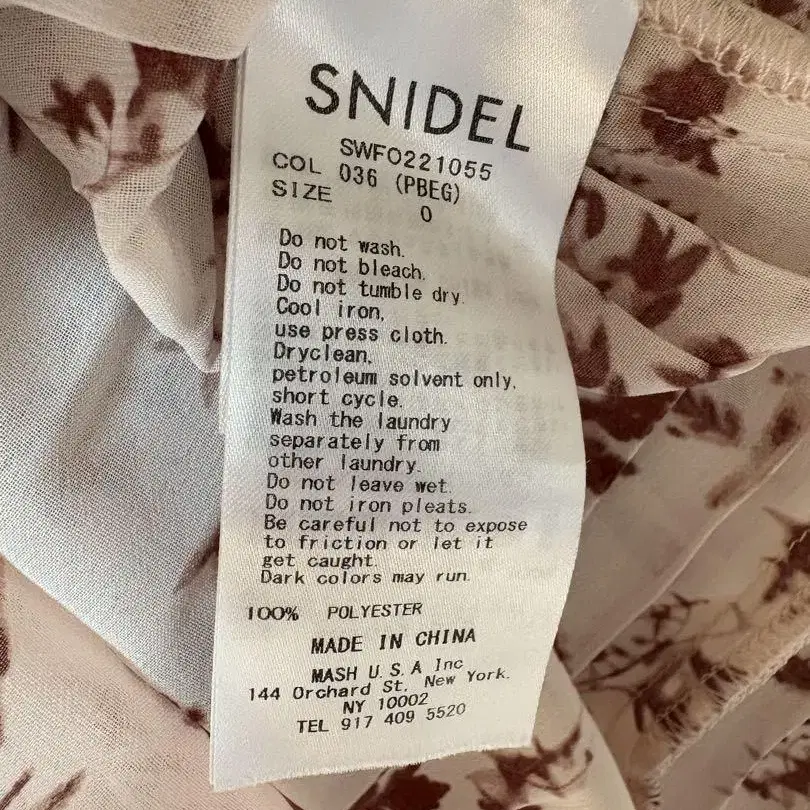 SNIDEL
SWFO221055
COL 036 (PBEG)
SIZE 0
Do not wash.
Do not bleach.
Do not tumble dry.
Cool iron,
use press cloth.
Dryclean,
petroleum solvent only,
short cycle.
Wash the laundry
separately from
other laundry.
Do not leave wet.
Do not iron pleats.
Be careful not to expose
to friction or let it
get caught.
Dark colors may run.
100% POLYESTER
MADE IN CHINA
MASH U.S.A Inc
144 Orchard St, New York.
NY 10002
TEL 917 409 5520